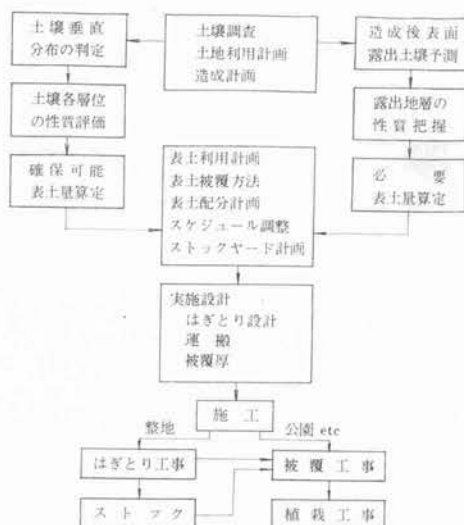 土壌垂直
分布の判定
土壌調査
土地利用計画
造成計画
造成後表面
露出土壌予測
土壌各層位
の性質評価
露出地層の
性質把握
確保可能
表土量算定
表土利用計画
表土被覆方法
表土配分計画
スケジュール調整
ストックヤード計画
必要
表土量算定
実施設計
はぎとり設計
運搬
被覆厚
施工
整地
公園 etc
はぎとり工事
被覆工事
ストック
植栽工事